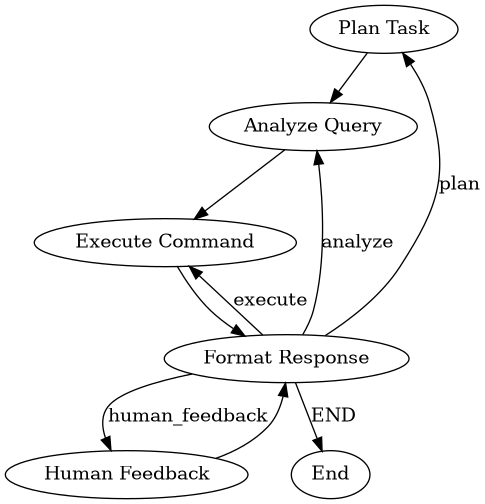 Plan Task
Analyze Query
plan
Execute Command
analyze
execute
Format Response
human_feedback
END
Human Feedback
End